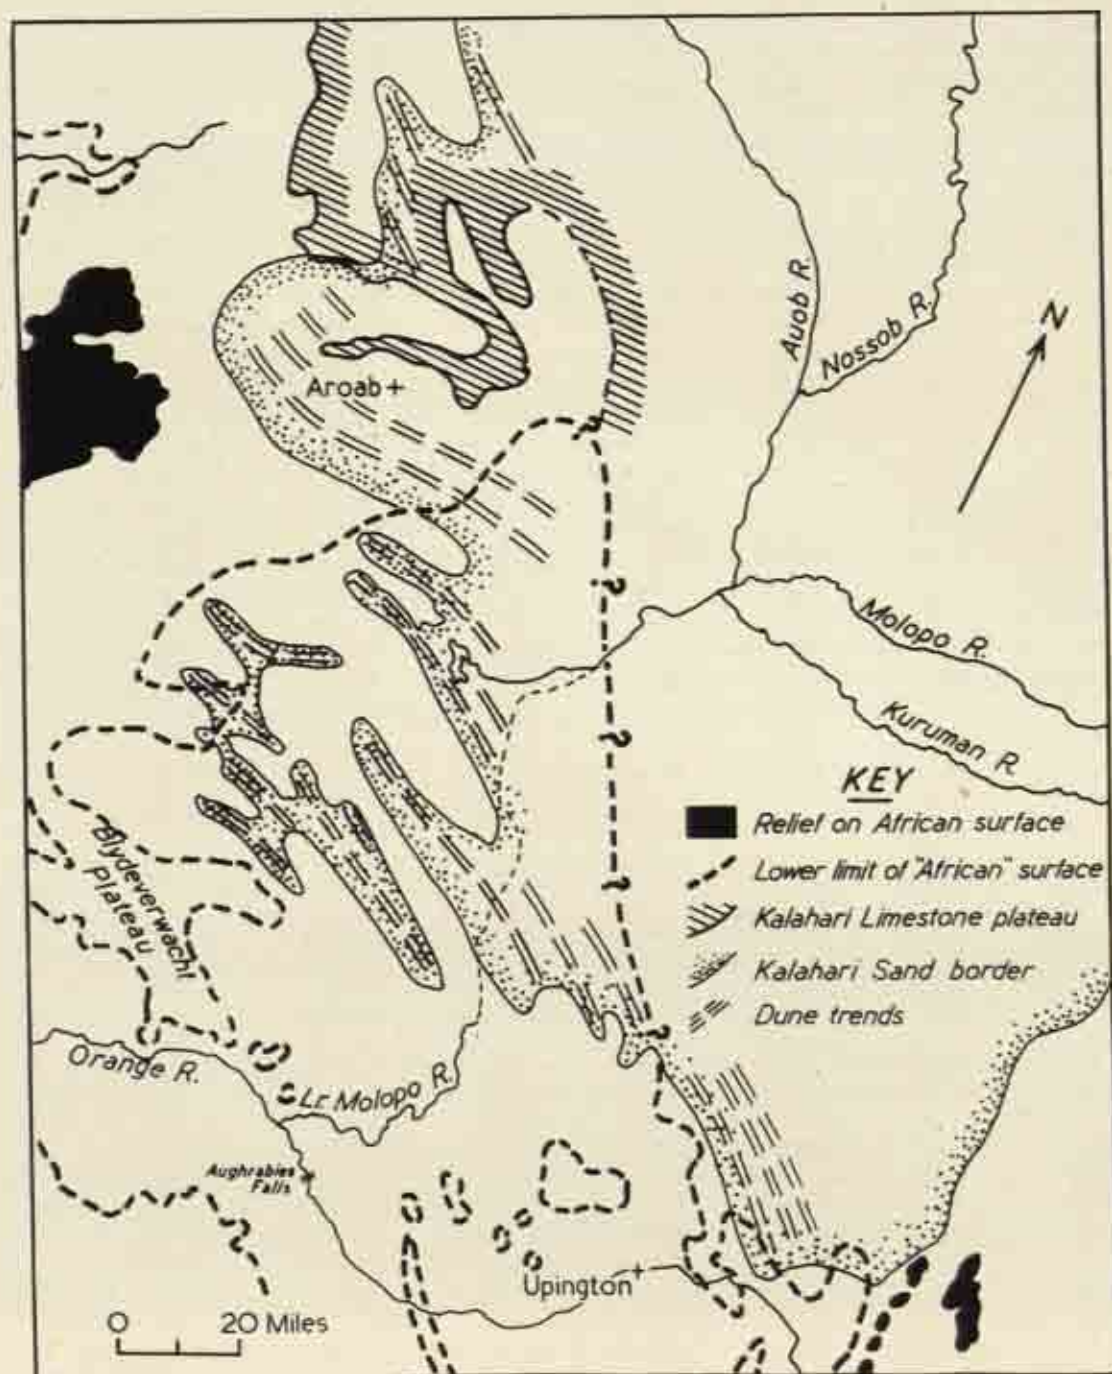 Auob R.
Nossob R.
N
Aroab +
Molopo R.
Kuruman R.
KEY
Relief on African surface
Lower limit of "African" surface
Kalahari Limestone plateau
Kalahari Sand border
Dune trends
Blydeverwacht
Plateau
Orange R.
Lr Molopo R.
Aughrabies
Falls
Upington +
0 20 Miles
?
?
?
?
?